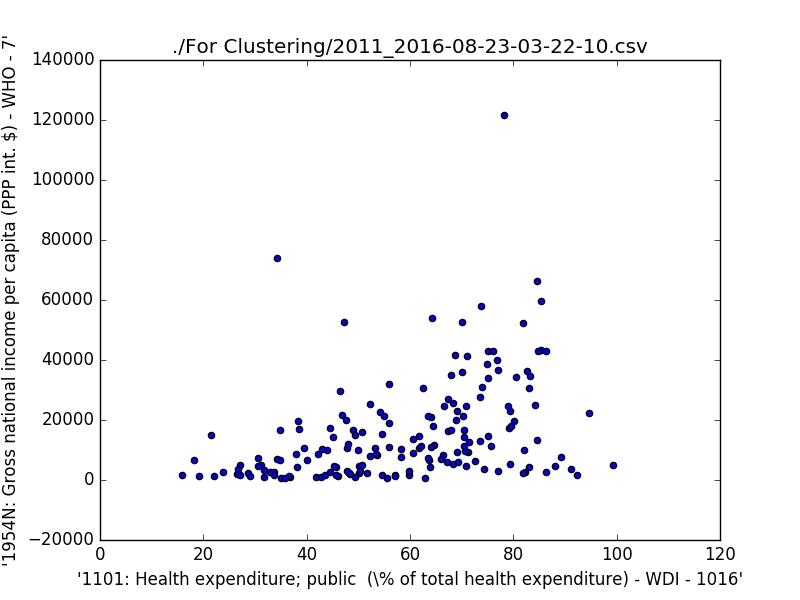 ./For Clustering/2011_2016-08-23-03-22-10.csv
'1954N: Gross national income per capita (PPP int. $) - WHO - 7'
140000
120000
100000
80000
60000
40000
20000
0
−20000
0 20 40 60 80 100 120
'1101: Health expenditure; public (\% of total health expenditure) - WDI - 1016'